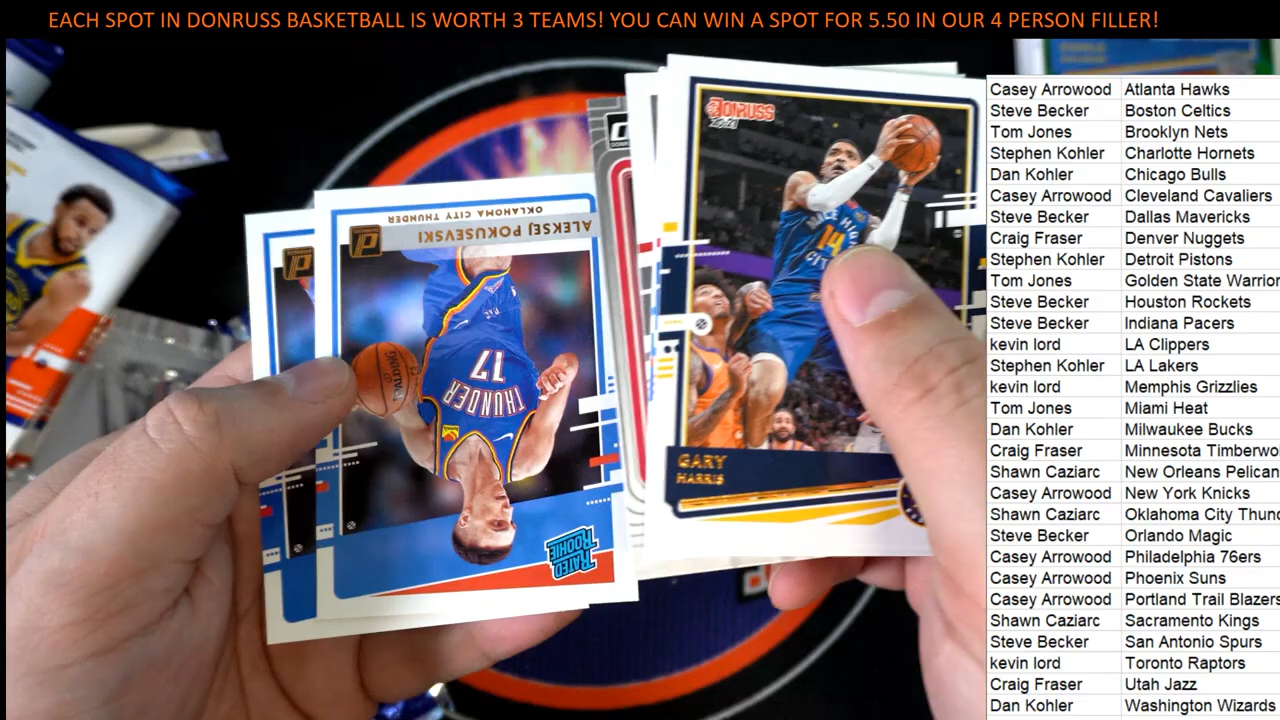 EACH SPOT IN DONRUSS BASKETBALL IS WORTH 3 TEAMS! YOU CAN WIN A SPOT FOR 5.50 IN OUR 4 PERSON FILLER!
Casey Arrowood Atlanta Hawks
Steve Becker Boston Celtics
Tom Jones Brooklyn Nets
Stephen Kohler Charlotte Hornets
Dan Kohler Chicago Bulls
Casey Arrowood Cleveland Cavaliers
Steve Becker Dallas Mavericks
Craig Fraser Denver Nuggets
Stephen Kohler Detroit Pistons
Tom Jones Golden State Warrior
Steve Becker Houston Rockets
Steve Becker Indiana Pacers
kevin lord LA Clippers
Stephen Kohler LA Lakers
kevin lord Memphis Grizzlies
Tom Jones Miami Heat
Dan Kohler Milwaukee Bucks
Craig Fraser Minnesota Timberwo
Shawn Caziarc New Orleans Pelican
Casey Arrowood New York Knicks
Shawn Caziarc Oklahoma City Thund
Steve Becker Orlando Magic
Casey Arrowood Philadelphia 76ers
Casey Arrowood Phoenix Suns
Casey Arrowood Portland Trail Blazers
Shawn Caziarc Sacramento Kings
Steve Becker San Antonio Spurs
kevin lord Toronto Raptors
Craig Fraser Utah Jazz
Dan Kohler Washington Wizards
DONRUSS
14
GARY
HARRIS
OKLAHOMA CITY THUNDER
ALEKSEJ POKUSEVSKI
SPALDING
17
THUNDER
RATED
ROOKIE